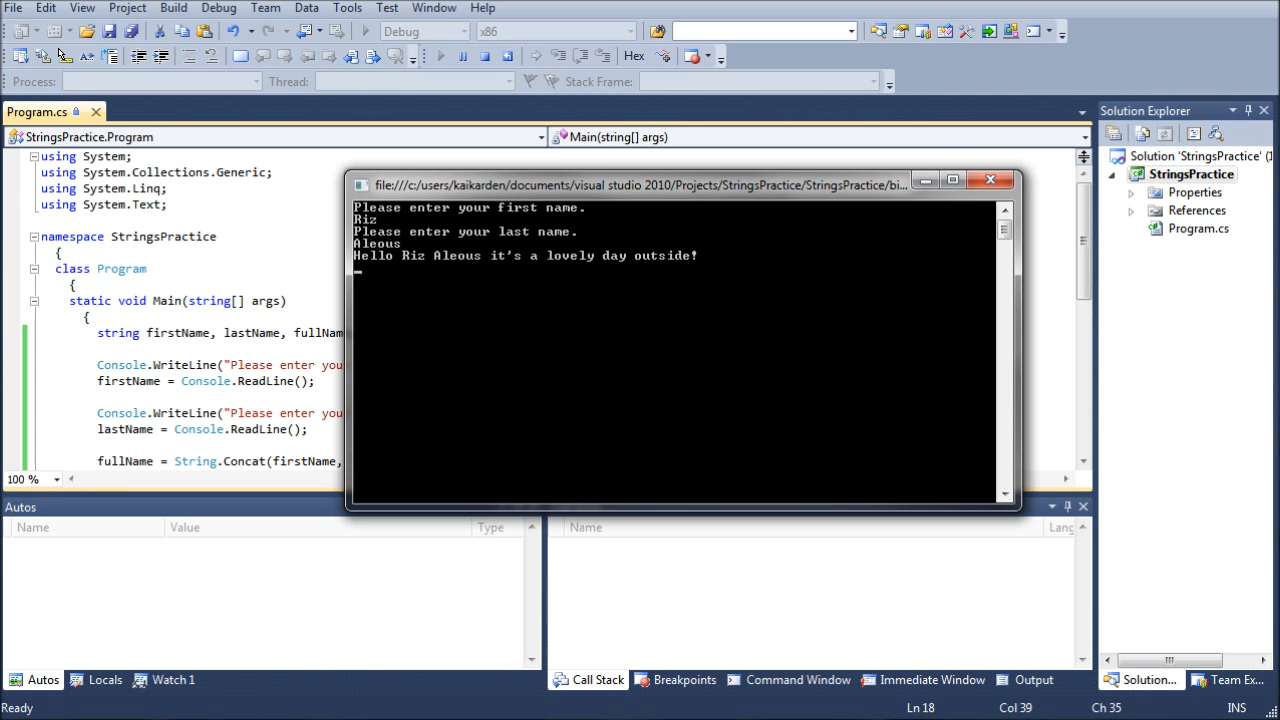 File Edit View Project Build Debug Team Data Tools Test Window Help
Debug x86
Hex
Process: Thread: Stack Frame:
Program.cs
StringsPractice.Program Main(string[] args)
using System;
using System.Collections.Generic;
using System.Linq;
using System.Text;
namespace StringsPractice
{
class Program
{
static void Main(string[] args)
{
string firstName, lastName, fullNam
Console.WriteLine("Please enter you
firstName = Console.ReadLine();
Console.WriteLine("Please enter you
lastName = Console.ReadLine();
fullName = String.Concat(firstName,
100 %
file:///c:/users/kaikarden/documents/visual studio 2010/Projects/StringsPractice/StringsPractice/bi...
Please enter your first name.
Riz
Please enter your last name.
Aleous
Hello Riz Aleous it's a lovely day outside!
Solution Explorer
Solution 'StringsPractice' (1
StringsPractice
Properties
References
Program.cs
Autos
Name Value Type
Name Lang
Autos Locals Watch 1
Call Stack Breakpoints Command Window Immediate Window Output
Solution... Team Ex...
Ready Ln 18 Col 39 Ch 35 INS